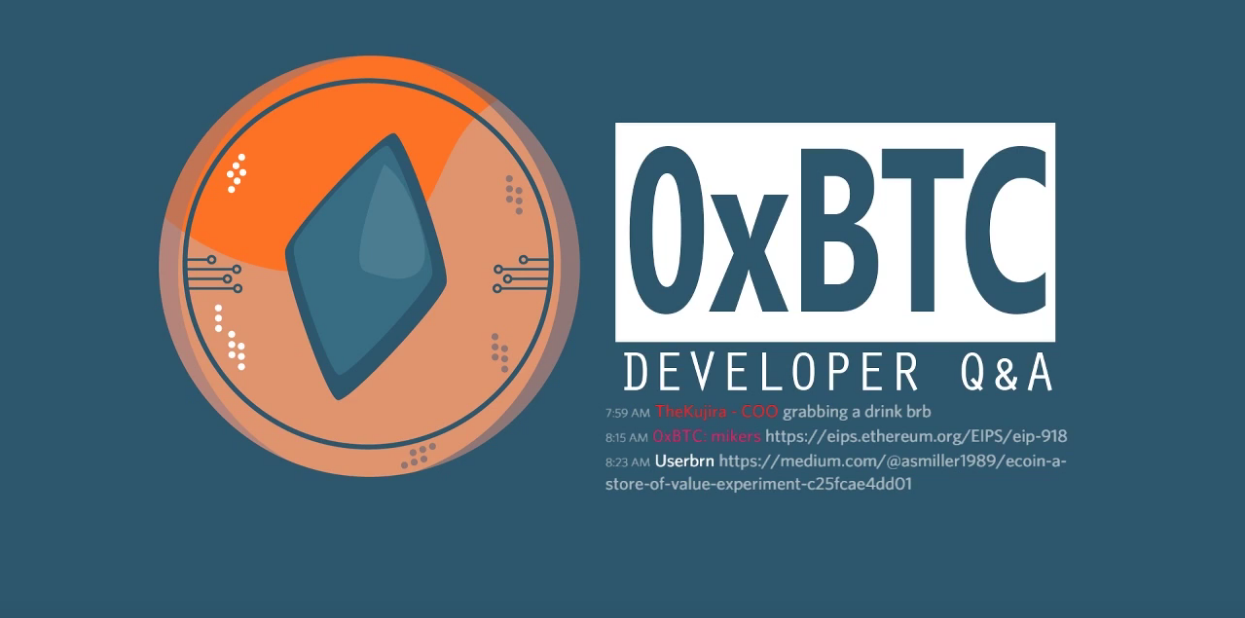 0xBTC
DEVELOPER Q&A
7:59 AM TheKujira - COO grabbing a drink brb
8:15 AM 0xBTC: mikers https://eips.ethereum.org/EIPS/eip-918
8:23 AM Userbrn https://medium.com/@asmiller1989/ecoin-a-
store-of-value-experiment-c25fcae4dd01